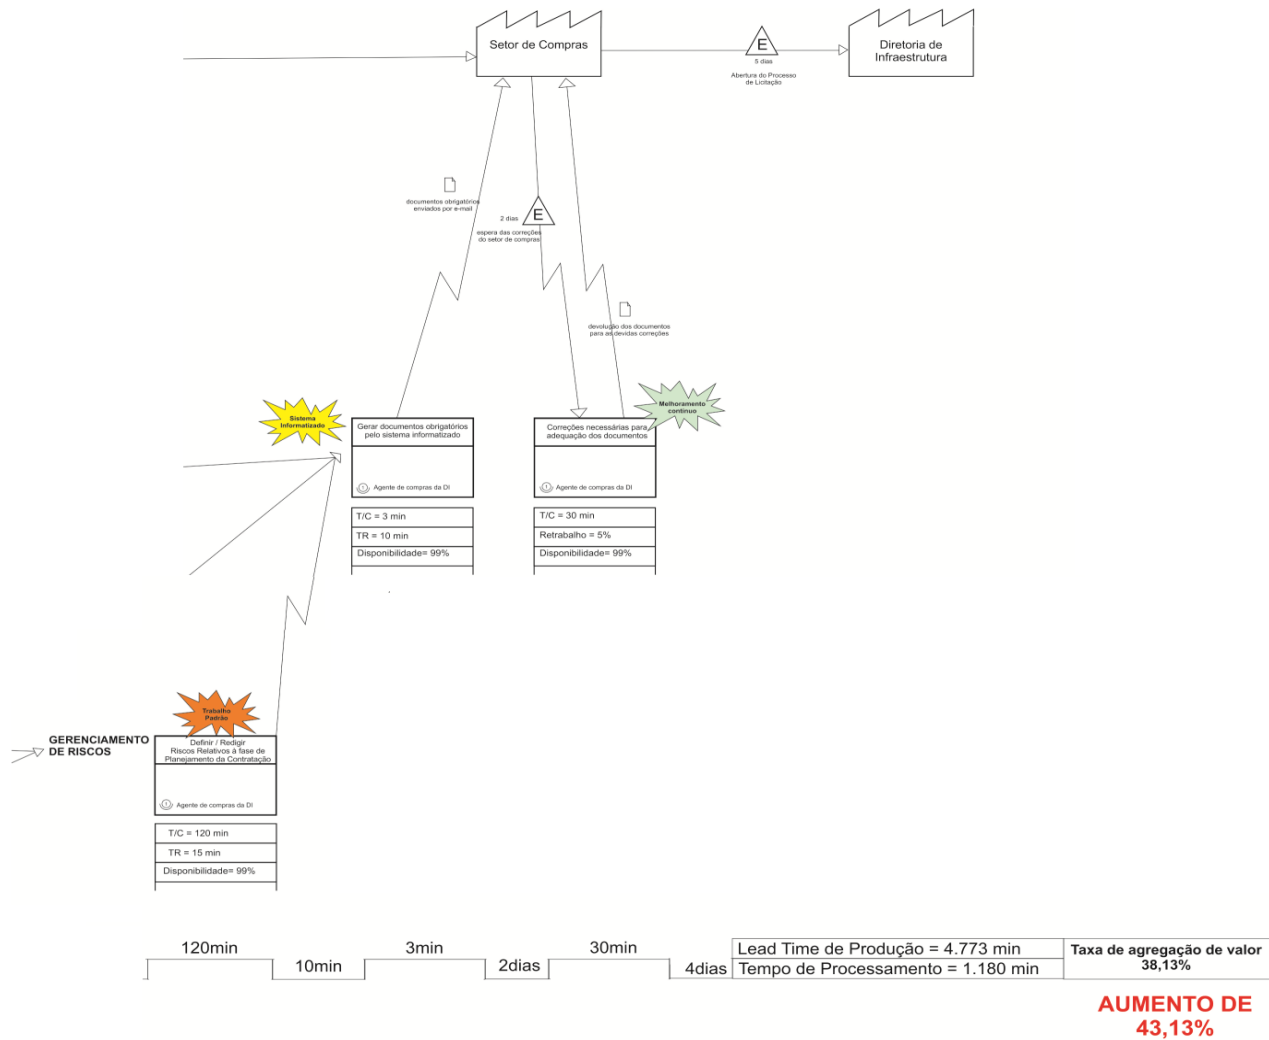 Setor de Compras
E
5 dias
Abertura do Processo
de Licitação
Diretoria de
Infraestrutura
documentos obrigatórios
enviados por e-mail
2 dias
E
espera das correções
do setor de compras
devolução dos documentos
para as devidas correções
Sistema
Informatizado
Gerar documentos obrigatórios
pelo sistema informatizado
1
Agente de compras da DI
T/C = 3 min
TR = 10 min
Disponibilidade= 99%
Melhoramento
contínuo
Correções necessárias para
adequação dos documentos
1
Agente de compras da DI
T/C = 30 min
Retrabalho = 5%
Disponibilidade= 99%
Trabalho
Padrão
GERENCIAMENTO
DE RISCOS
Definir / Redigir
Riscos Relativos à fase de
Planejamento da Contratação
1
Agente de compras da DI
T/C = 120 min
TR = 15 min
Disponibilidade= 99%
120min
10min
3min
2dias
30min
4dias
Lead Time de Produção = 4.773 min
Tempo de Processamento = 1.180 min
Taxa de agregação de valor
38,13%
AUMENTO DE
43,13%